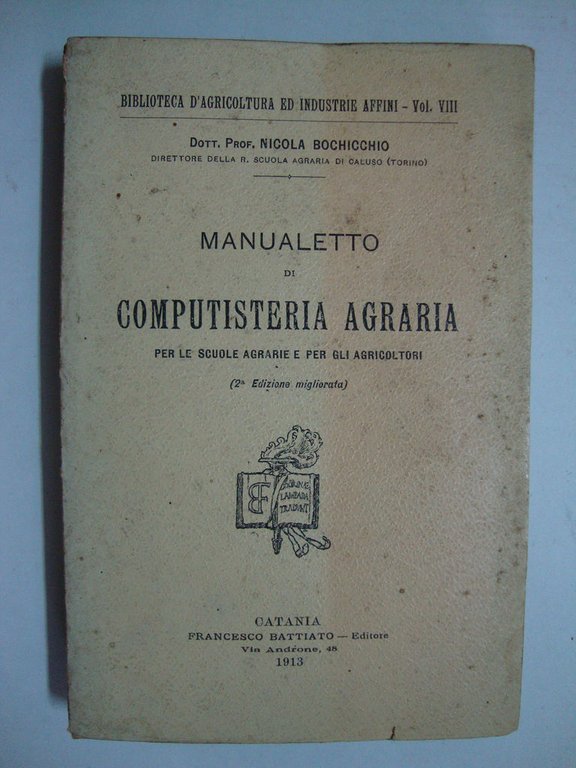 BIBLIOTECA D'AGRICOLTURA ED INDUSTRIE AFFINI - Vol. VIII
DOTT. PROF. NICOLA BOCHICCHIO
DIRETTORE DELLA R. SCUOLA AGRARIA DI CALUSO (TORINO)
MANUALETTO
DI
COMPUTISTERIA AGRARIA
PER LE SCUOLE AGRARIE E PER GLI AGRICOLTORI
(2ª Edizione migliorata)
LAMPADA
TRADUNT
CATANIA
FRANCESCO BATTIATO — Editore
Via Androne, 48
1913